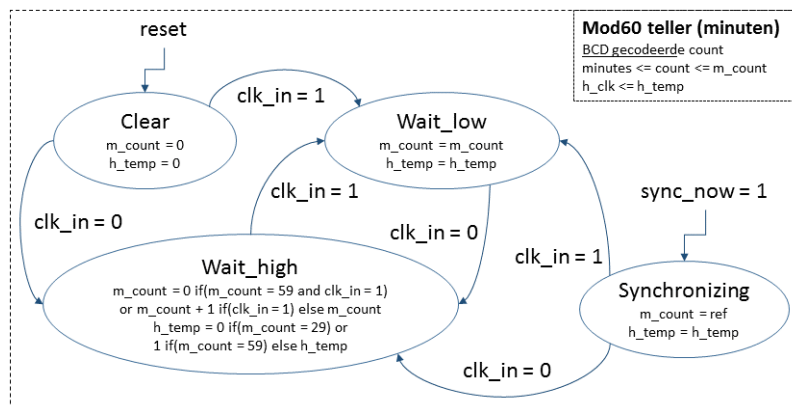 reset
Mod60 teller (minuten)
BCD gecodeerde count
minutes <= count <= m_count
h_clk <= h_temp
clk_in = 1
Clear
m_count = 0
h_temp = 0
Wait_low
m_count = m_count
h_temp = h_temp
clk_in = 1
sync_now = 1
clk_in = 0
clk_in = 0
clk_in = 1
Wait_high
m_count = 0 if(m_count = 59 and clk_in = 1)
or m_count + 1 if(clk_in = 1) else m_count
h_temp = 0 if(m_count = 29) or
1 if(m_count = 59) else h_temp
Synchronizing
m_count = ref
h_temp = h_temp
clk_in = 0